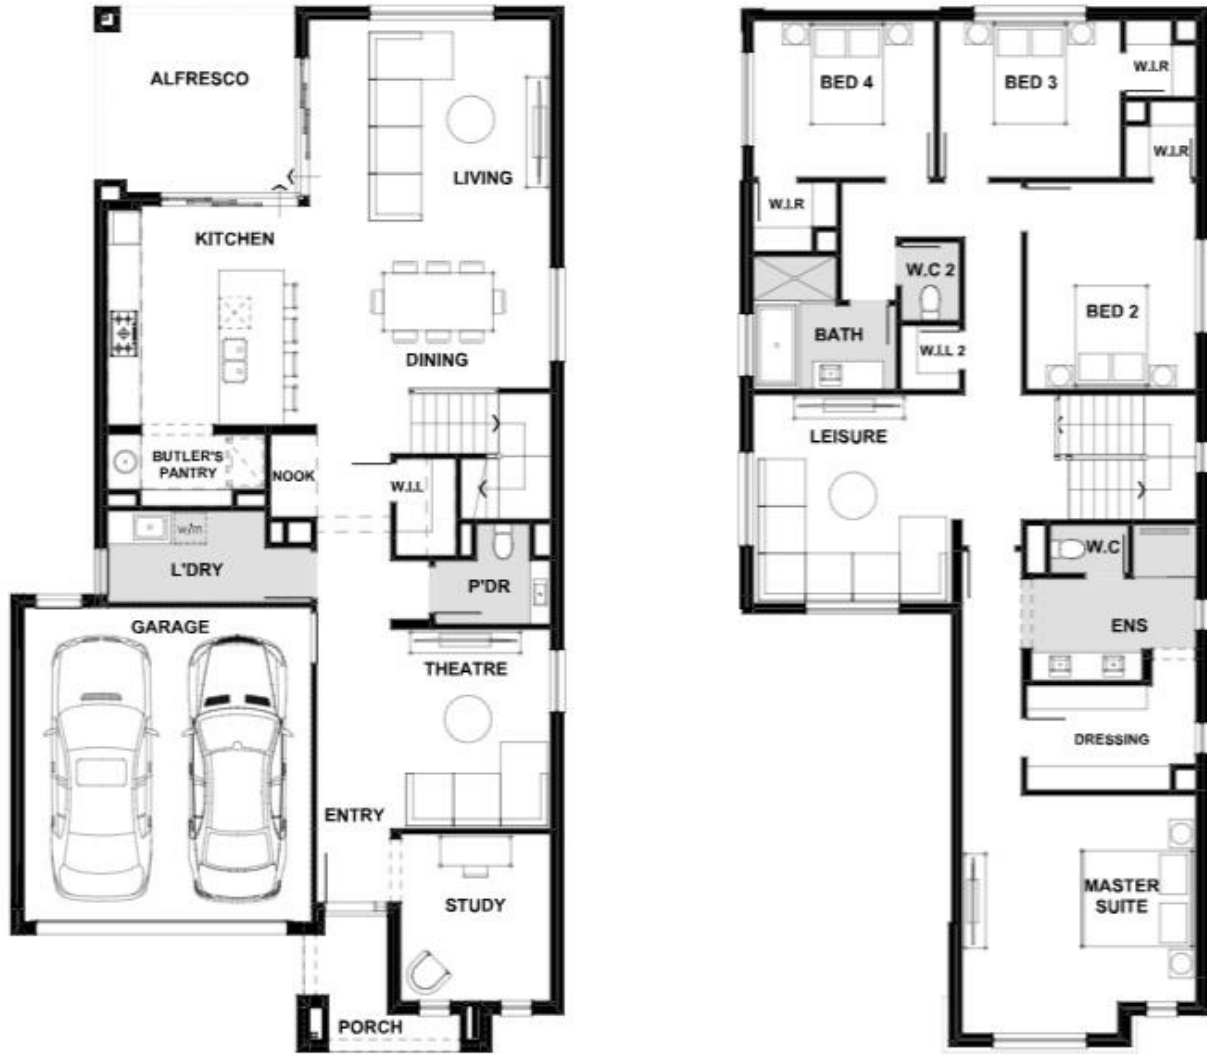 ALFRESCO
LIVING
KITCHEN
DINING
BUTLER'S
PANTRY
NOOK
W.I.L
w/m
L'DRY
P'DR
GARAGE
THEATRE
ENTRY
STUDY
PORCH
BED 4
BED 3
W.I.R
W.I.R
W.I.R
W.C 2
BED 2
BATH
W.I.L 2
LEISURE
W.C
ENS
DRESSING
MASTER
SUITE